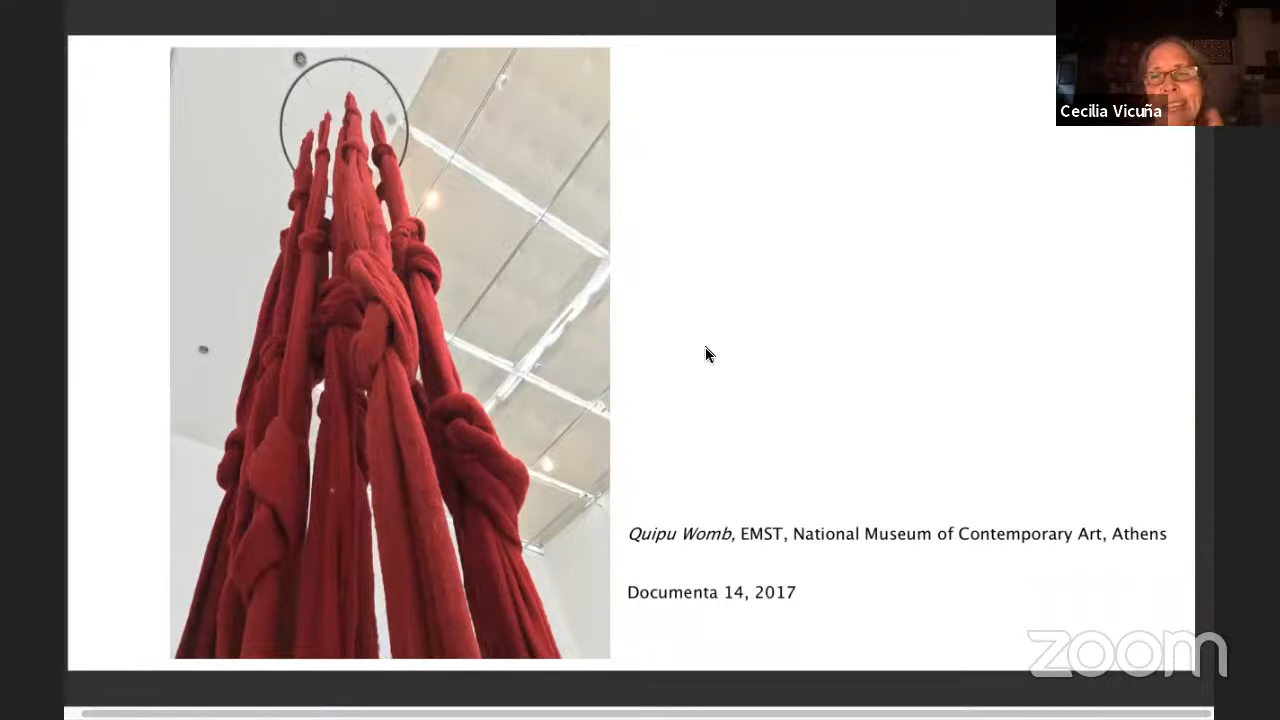 Cecilia Vicuña
Quipu Womb, EMST, National Museum of Contemporary Art, Athens
Documenta 14, 2017
zoom